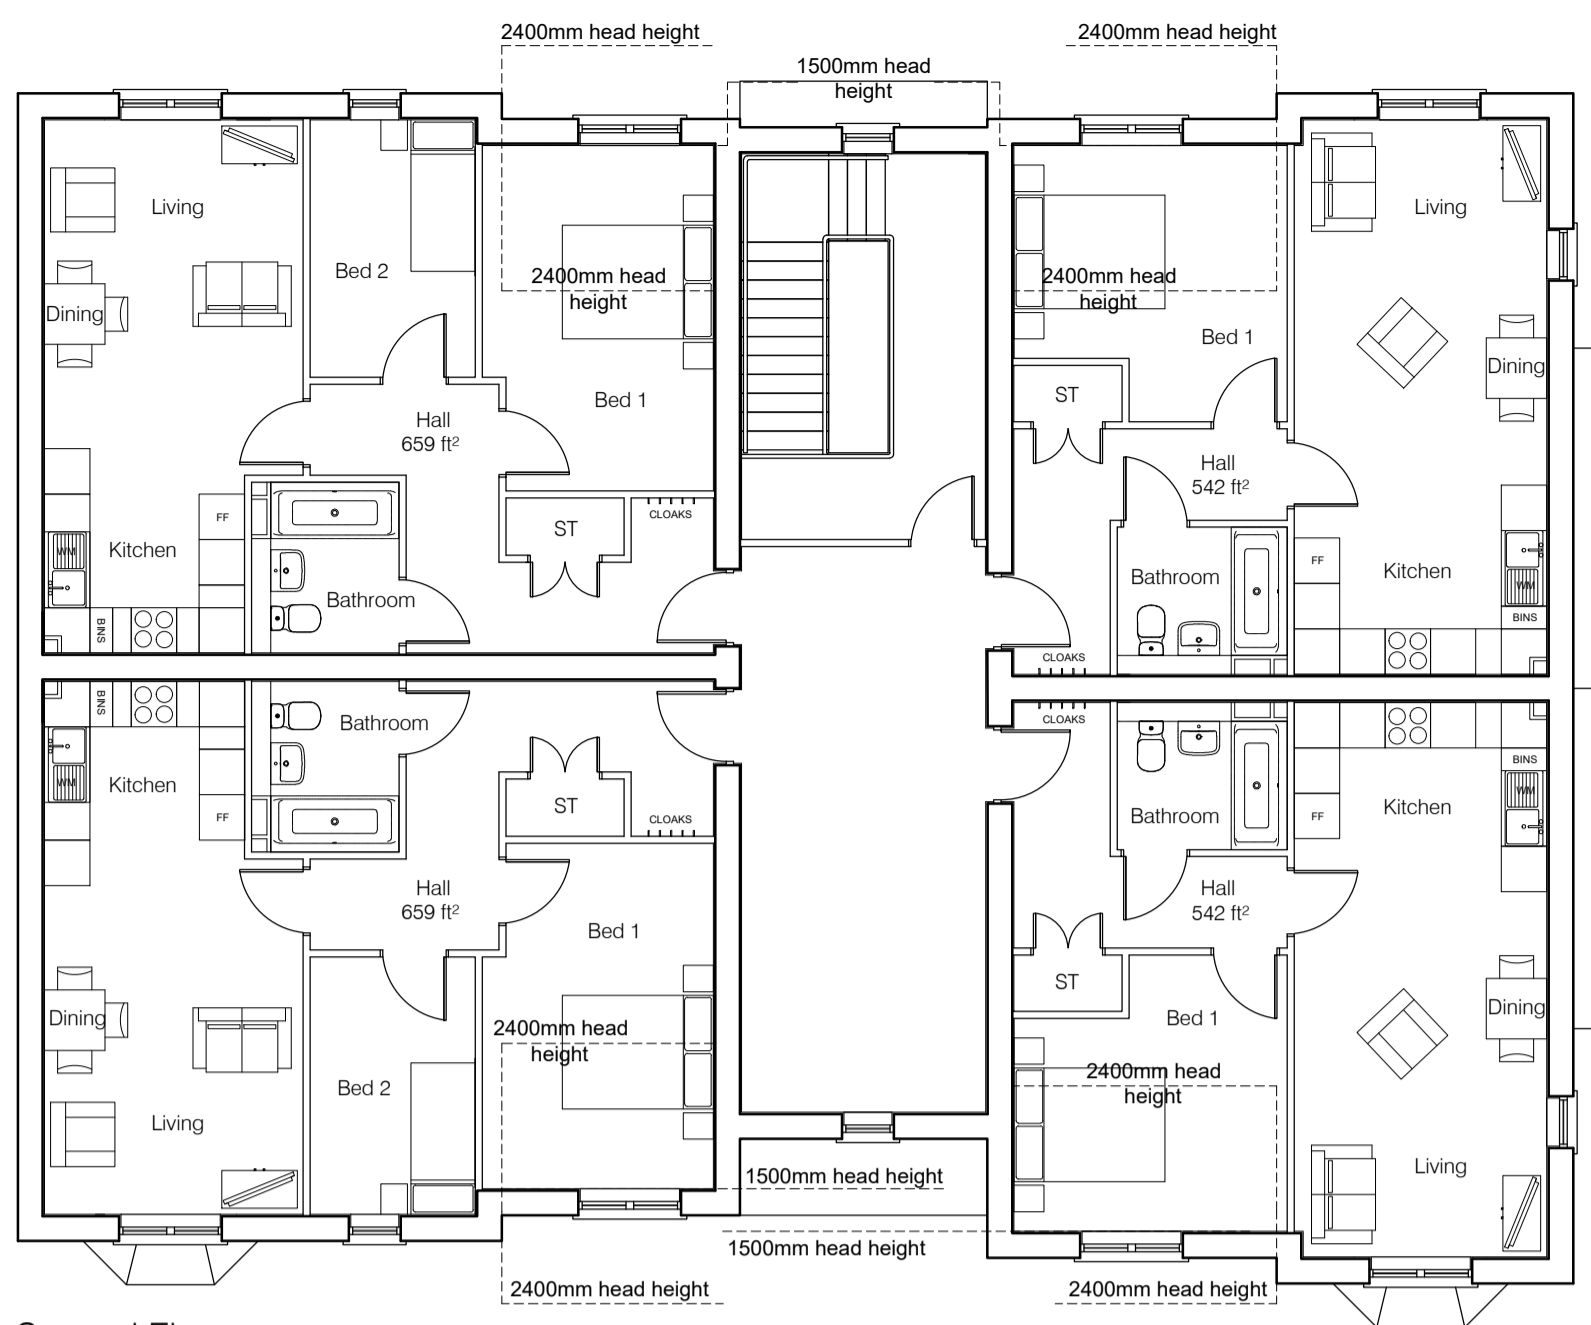 2400mm head height
2400mm head height
1500mm head
height
Living
Bed 2
Dining
2400mm head
height
Bed 1
Hall
659 ft²
ST
CLOAKS
FF
WM
Kitchen
BINS
Bathroom
2400mm head
height
Bed 1
Living
Dining
ST
Hall
542 ft²
Bathroom
FF
Kitchen
WM
BINS
CLOAKS
BINS
Kitchen
WM
FF
Bathroom
ST
CLOAKS
Hall
659 ft²
Bed 1
Dining
2400mm head
height
Bed 2
Living
CLOAKS
Bathroom
FF
Kitchen
BINS
WM
Hall
542 ft²
ST
Bed 1
Dining
2400mm head
height
Living
1500mm head height
1500mm head height
2400mm head height
2400mm head height